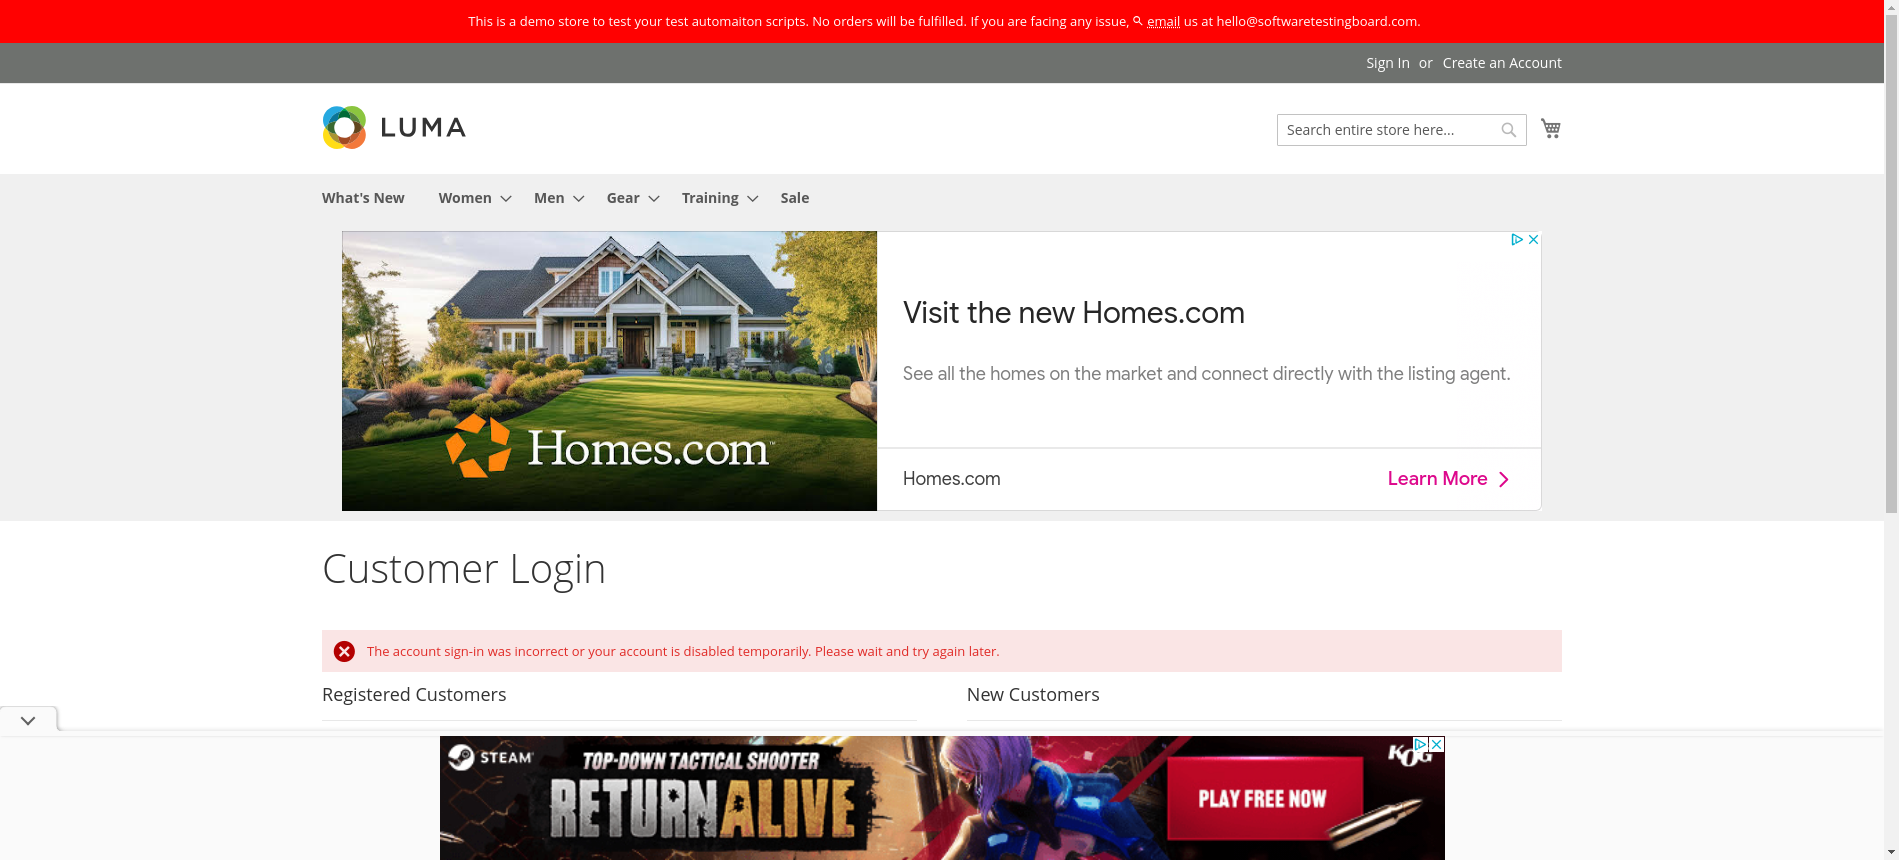 This is a demo store to test your test automaiton scripts. No orders will be fulfilled. If you are facing any issue, email us at hello@softwaretestingboard.com.
Sign In or Create an Account
LUMA
Search entire store here...
What's New Women Men Gear Training Sale
Visit the new Homes.com
See all the homes on the market and connect directly with the listing agent.
Homes.com™
Homes.com Learn More
Customer Login
The account sign-in was incorrect or your account is disabled temporarily. Please wait and try again later.
Registered Customers New Customers
STEAM® TOP-DOWN TACTICAL SHOOTER KOG
RETURN ALIVE PLAY FREE NOW